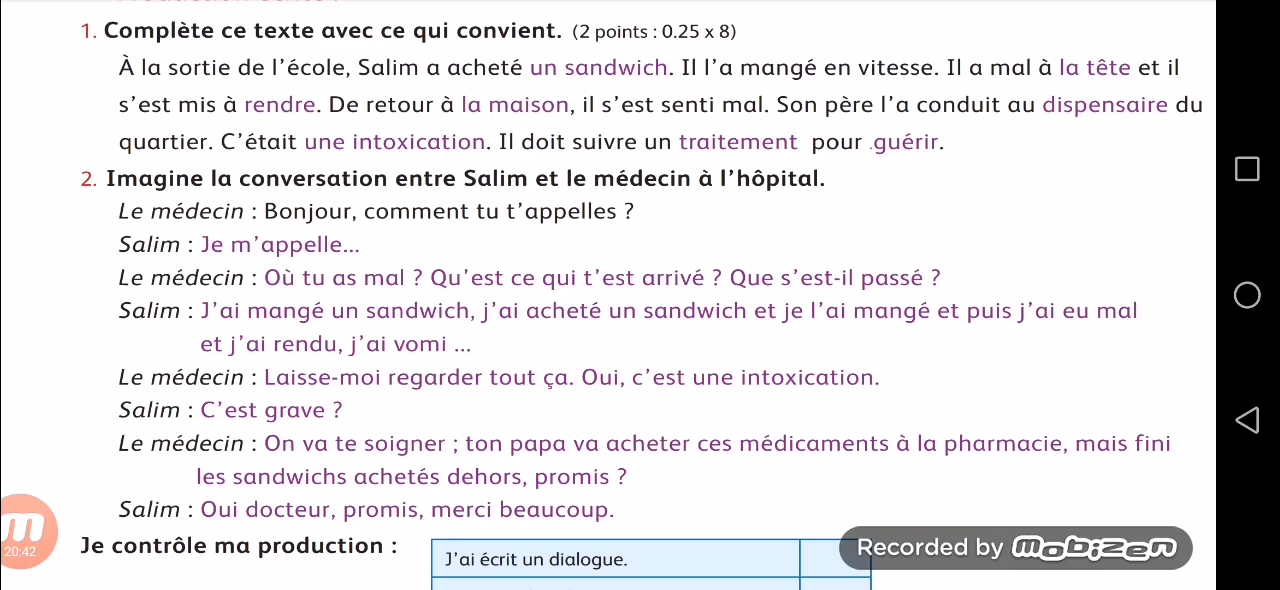 1. Complète ce texte avec ce qui convient. (2 points : 0.25 x 8)
À la sortie de l’école, Salim a acheté un sandwich. Il l’a mangé en vitesse. Il a mal à la tête et il
s’est mis à rendre. De retour à la maison, il s’est senti mal. Son père l’a conduit au dispensaire du
quartier. C’était une intoxication. Il doit suivre un traitement pour .guérir.
2. Imagine la conversation entre Salim et le médecin à l’hôpital.
Le médecin : Bonjour, comment tu t’appelles ?
Salim : Je m’appelle...
Le médecin : Où tu as mal ? Qu’est ce qui t’est arrivé ? Que s’est-il passé ?
Salim : J’ai mangé un sandwich, j’ai acheté un sandwich et je l’ai mangé et puis j’ai eu mal
et j’ai rendu, j’ai vomi ...
Le médecin : Laisse-moi regarder tout ça. Oui, c’est une intoxication.
Salim : C’est grave ?
Le médecin : On va te soigner ; ton papa va acheter ces médicaments à la pharmacie, mais fini
les sandwichs achetés dehors, promis ?
Salim : Oui docteur, promis, merci beaucoup.
Je contrôle ma production :
J’ai écrit un dialogue.
20:42
Recorded by Mobizen